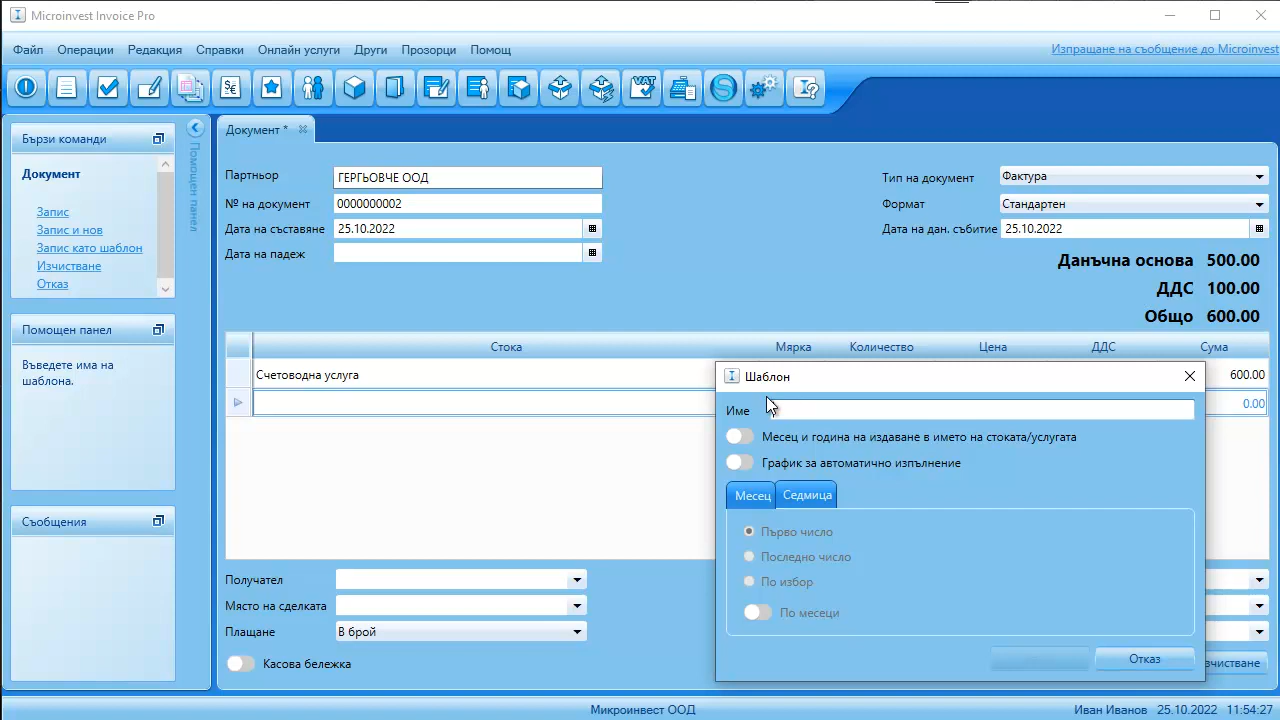 Microinvest Invoice Pro
Файл Операции Редакция Справки Онлайн услуги Други Прозорци Помощ
Изпращане на съобщение до Microinvest
Бързи команди
Документ
Запис
Запис и нов
Запис като шаблон
Изчистване
Отказ
Помощен панел
Въведете има на
шаблона.
Съобщения
Помощен панел
Документ *
Партньор ГЕРГЬОВЧЕ ООД
№ на документ 0000000002
Дата на съставяне 25.10.2022
Дата на падеж
Тип на документ Фактура
Формат Стандартен
Дата на дан. събитие 25.10.2022
Данъчна основа 500.00
ДДС 100.00
Общо 600.00
Стока Мярка Количество Цена ДДС Сума
Счетоводна услуга 600.00
0.00
Шаблон
Име
Месец и година на издаване в името на стоката/услугата
График за автоматично изпълнение
Месец Седмица
Първо число
Последно число
По избор
По месеци
Отказ
Получател
Място на сделката
Плащане В брой
Касова бележка
зчистване
Микроинвест ООД
Иван Иванов 25.10.2022 11:54:27